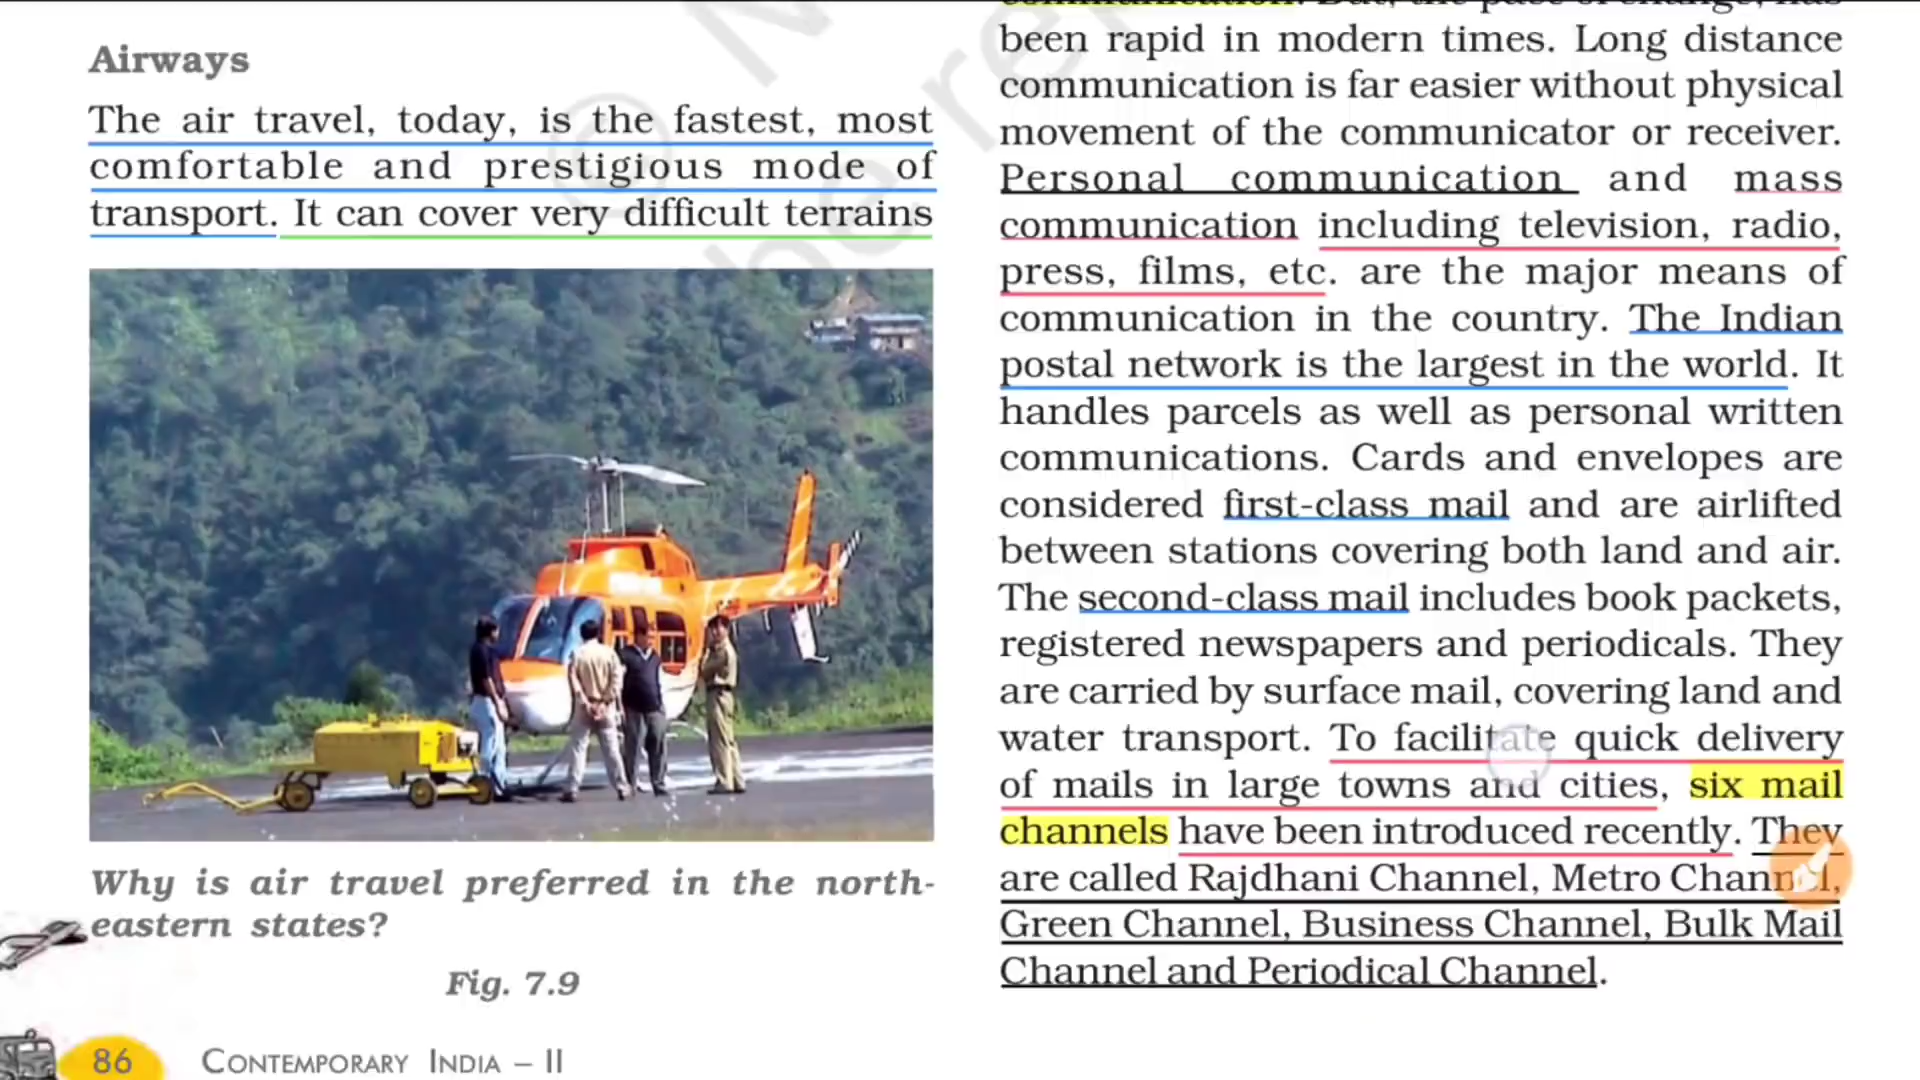 Airways
The air travel, today, is the fastest, most
comfortable and prestigious mode of
transport. It can cover very difficult terrains
Why is air travel preferred in the north-
eastern states?
Fig. 7.9
86 CONTEMPORARY INDIA – II
communication. But, the pace of change, has
been rapid in modern times. Long distance
communication is far easier without physical
movement of the communicator or receiver.
Personal communication and mass
communication including television, radio,
press, films, etc. are the major means of
communication in the country. The Indian
postal network is the largest in the world. It
handles parcels as well as personal written
communications. Cards and envelopes are
considered first-class mail and are airlifted
between stations covering both land and air.
The second-class mail includes book packets,
registered newspapers and periodicals. They
are carried by surface mail, covering land and
water transport. To facilitate quick delivery
of mails in large towns and cities, six mail
channels have been introduced recently. They
are called Rajdhani Channel, Metro Channel,
Green Channel, Business Channel, Bulk Mail
Channel and Periodical Channel.